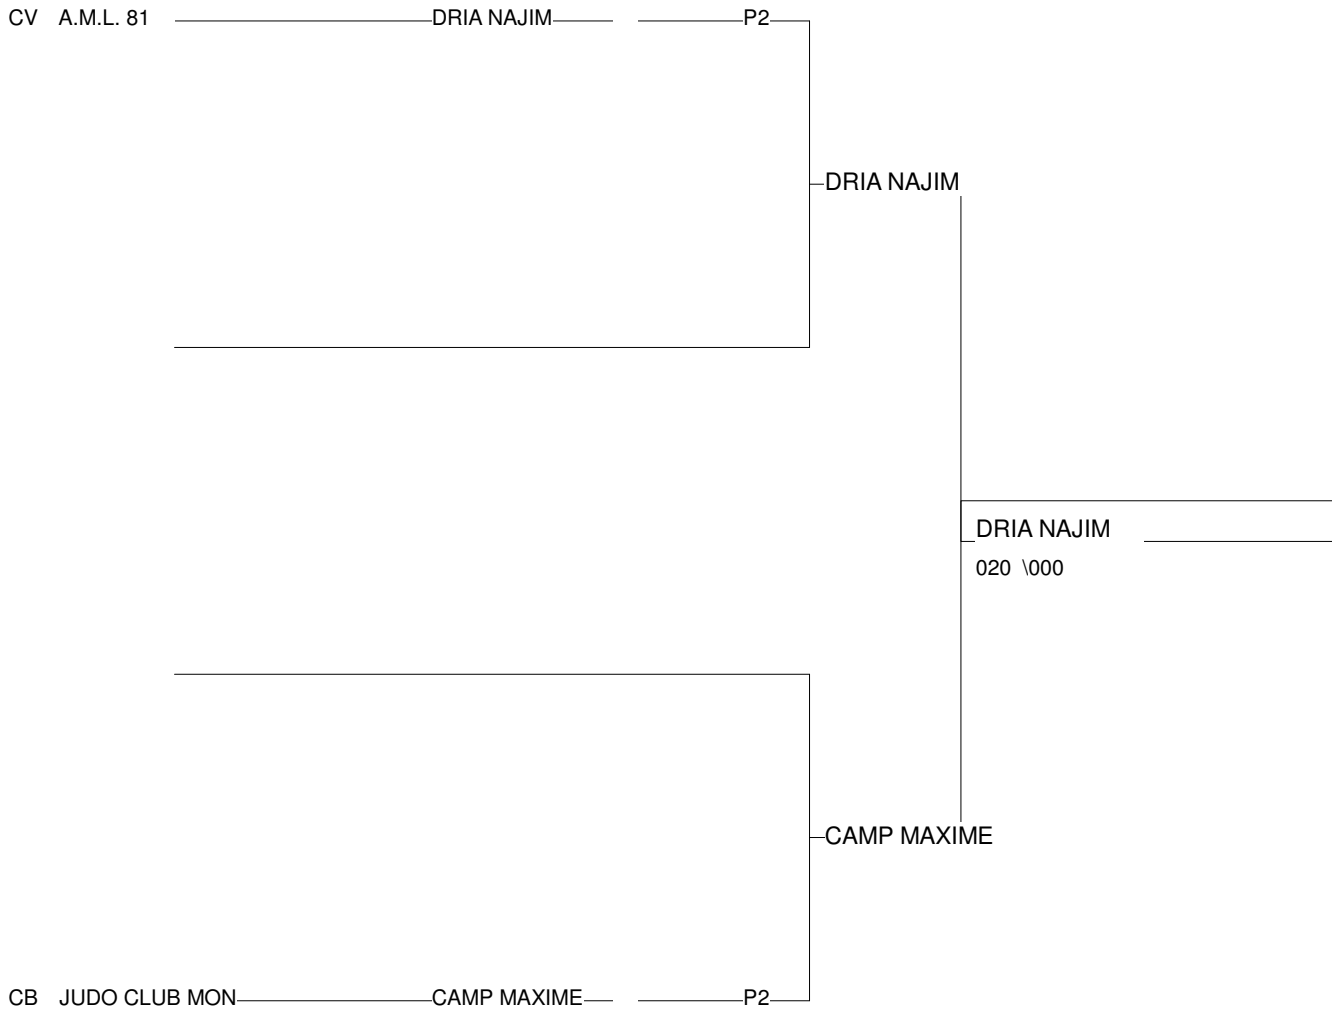 CV A.M.L. 81 DRIA NAJIM P2
DRIA NAJIM
DRIA NAJIM
020 \000
CAMP MAXIME
CB JUDO CLUB MON CAMP MAXIME P2